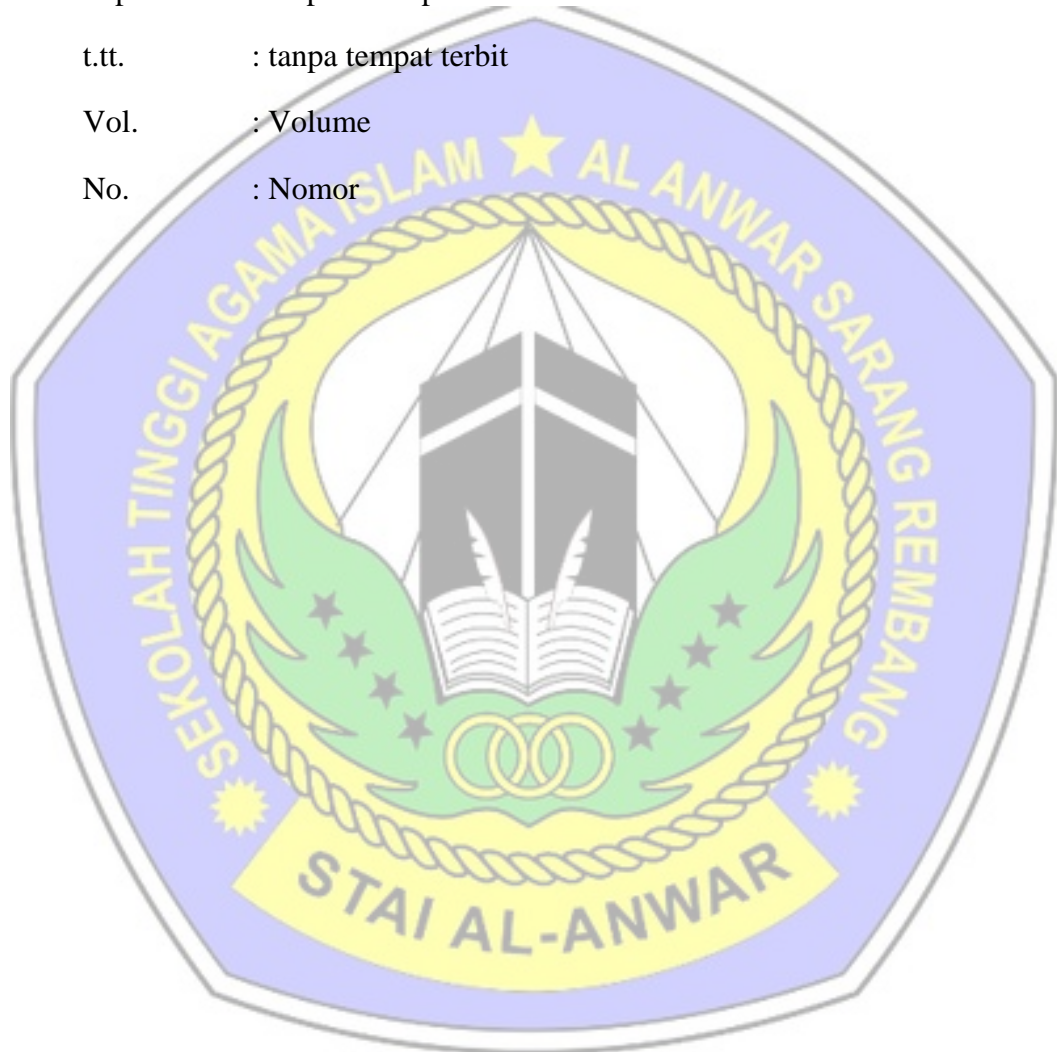 t.tt. : tanpa tempat terbit
Vol. : Volume
No. : Nomor
SEKOLAH TINGGI AGAMA ISLAM AL ANWAR SARANG REMBANG
STAI AL-ANWAR